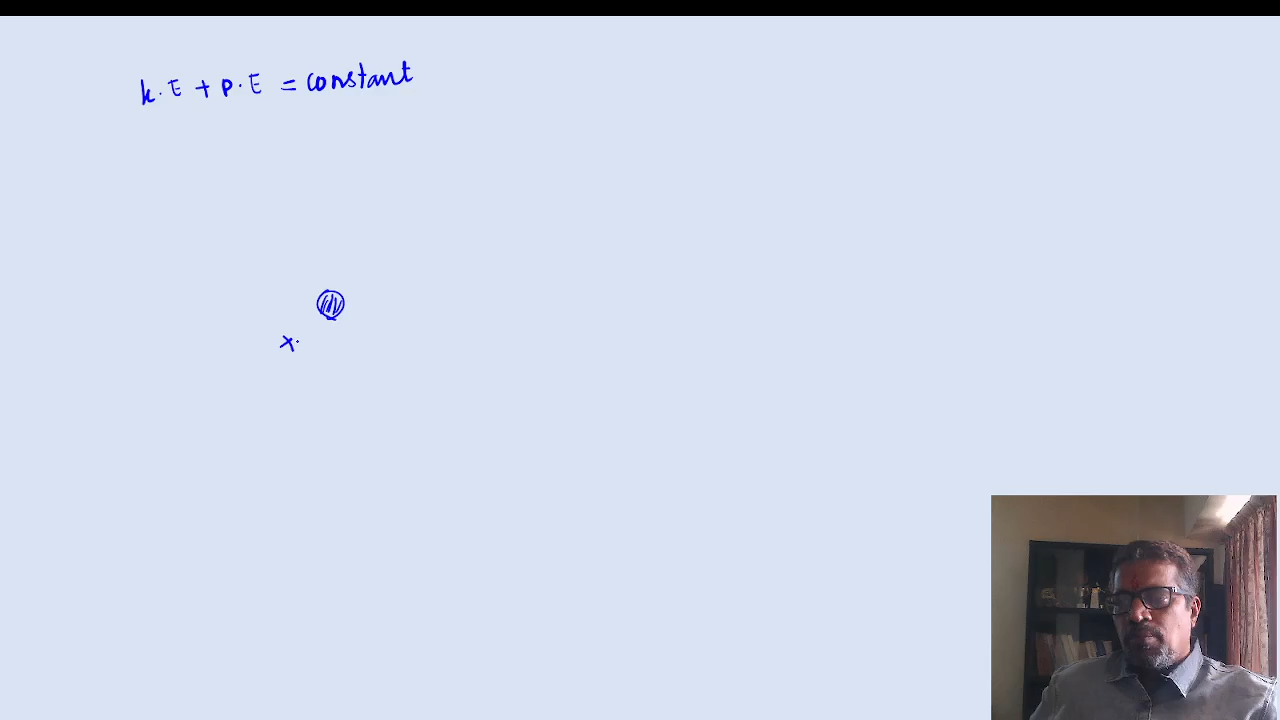 k.E + p.E = constant
x.